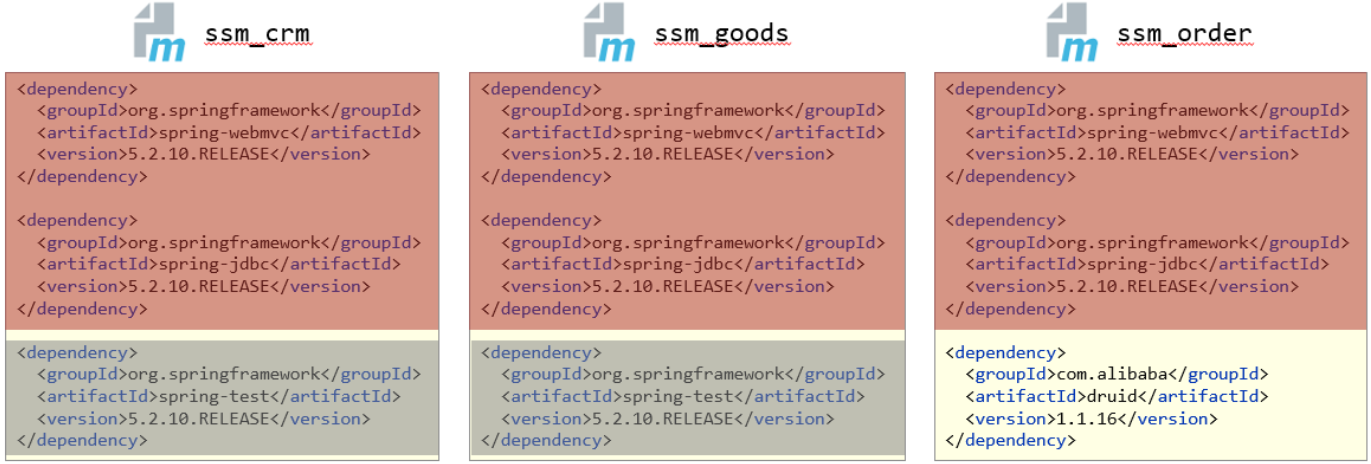 ssm_crm
<dependency>
  <groupId>org.springframework</groupId>
  <artifactId>spring-webmvc</artifactId>
  <version>5.2.10.RELEASE</version>
</dependency>
<dependency>
  <groupId>org.springframework</groupId>
  <artifactId>spring-jdbc</artifactId>
  <version>5.2.10.RELEASE</version>
</dependency>
<dependency>
  <groupId>org.springframework</groupId>
  <artifactId>spring-test</artifactId>
  <version>5.2.10.RELEASE</version>
</dependency>
ssm_goods
<dependency>
  <groupId>org.springframework</groupId>
  <artifactId>spring-webmvc</artifactId>
  <version>5.2.10.RELEASE</version>
</dependency>
<dependency>
  <groupId>org.springframework</groupId>
  <artifactId>spring-jdbc</artifactId>
  <version>5.2.10.RELEASE</version>
</dependency>
<dependency>
  <groupId>org.springframework</groupId>
  <artifactId>spring-test</artifactId>
  <version>5.2.10.RELEASE</version>
</dependency>
ssm_order
<dependency>
  <groupId>org.springframework</groupId>
  <artifactId>spring-webmvc</artifactId>
  <version>5.2.10.RELEASE</version>
</dependency>
<dependency>
  <groupId>org.springframework</groupId>
  <artifactId>spring-jdbc</artifactId>
  <version>5.2.10.RELEASE</version>
</dependency>
<dependency>
  <groupId>com.alibaba</groupId>
  <artifactId>druid</artifactId>
  <version>1.1.16</version>
</dependency>